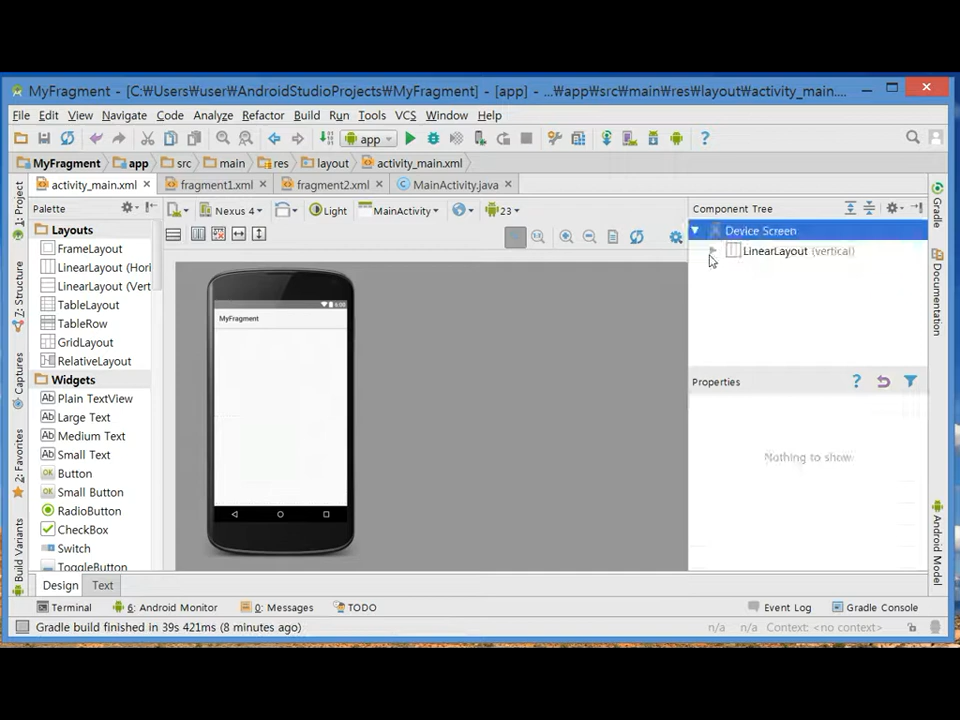 MyFragment - [C:₩Users₩user₩AndroidStudioProjects₩MyFragment] - [app] - ...₩app₩src₩main₩res₩layout₩activity_main....
File Edit View Navigate Code Analyze Refactor Build Run Tools VCS Window Help
app
MyFragment app src main res layout activity_main.xml
activity_main.xml fragment1.xml fragment2.xml MainActivity.java
Palette
Nexus 4 Light MainActivity 23
Component Tree
Layouts
FrameLayout
LinearLayout (Hori
LinearLayout (Vert
TableLayout
TableRow
GridLayout
RelativeLayout
Widgets
Plain TextView
Large Text
Medium Text
Small Text
Button
Small Button
RadioButton
CheckBox
Switch
ToggleButton
6:00
MyFragment
Device Screen
LinearLayout (vertical)
Properties
Nothing to show
1: Project
7: Structure
Captures
2: Favorites
Build Variants
Gradle
Documentation
Android Model
Design Text
Terminal 6: Android Monitor 0: Messages TODO Event Log Gradle Console
Gradle build finished in 39s 421ms (8 minutes ago) n/a n/a Context: <no context>